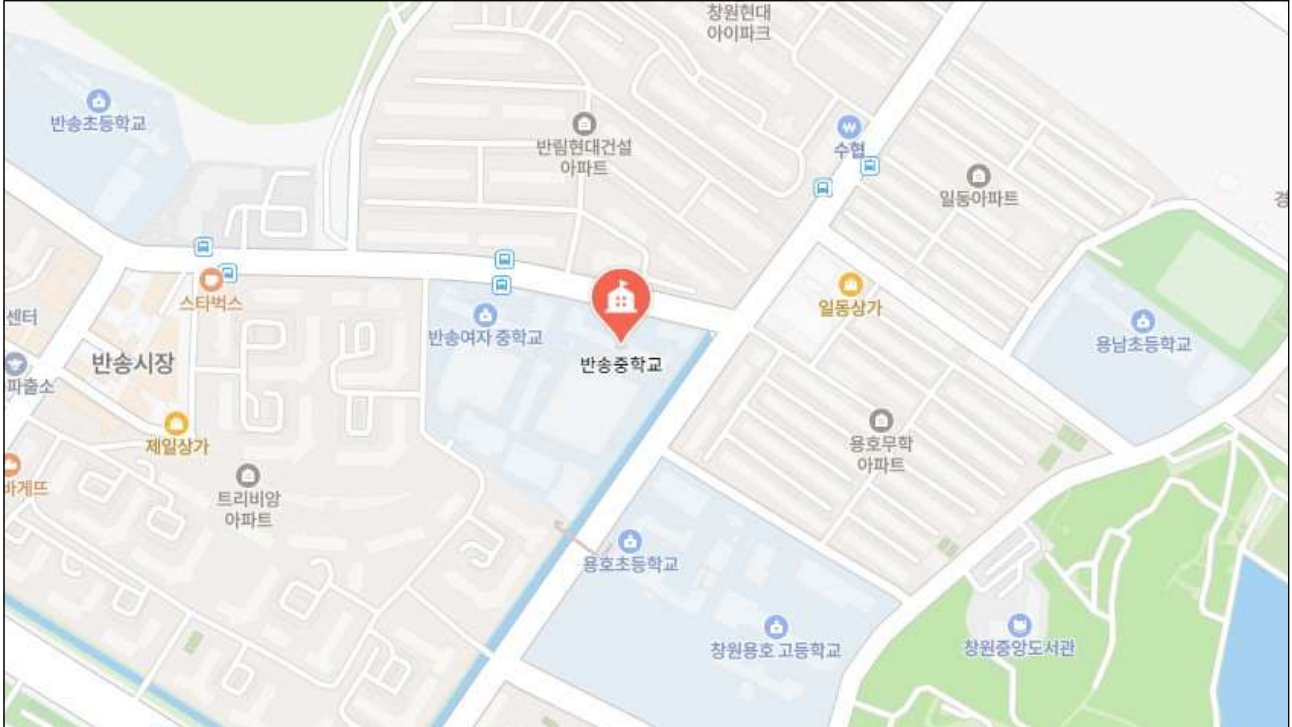 창원현대
아이파크
반송초등학교
반림현대건설
아파트
₩
수협
일동아파트
경
스타벅스
일동상가
센터
반송여자 중학교
용남초등학교
반송시장
반송중학교
파출소
제일상가
용호무학
아파트
바게뜨
트리비앙
아파트
용호초등학교
창원용호 고등학교
창원중앙도서관